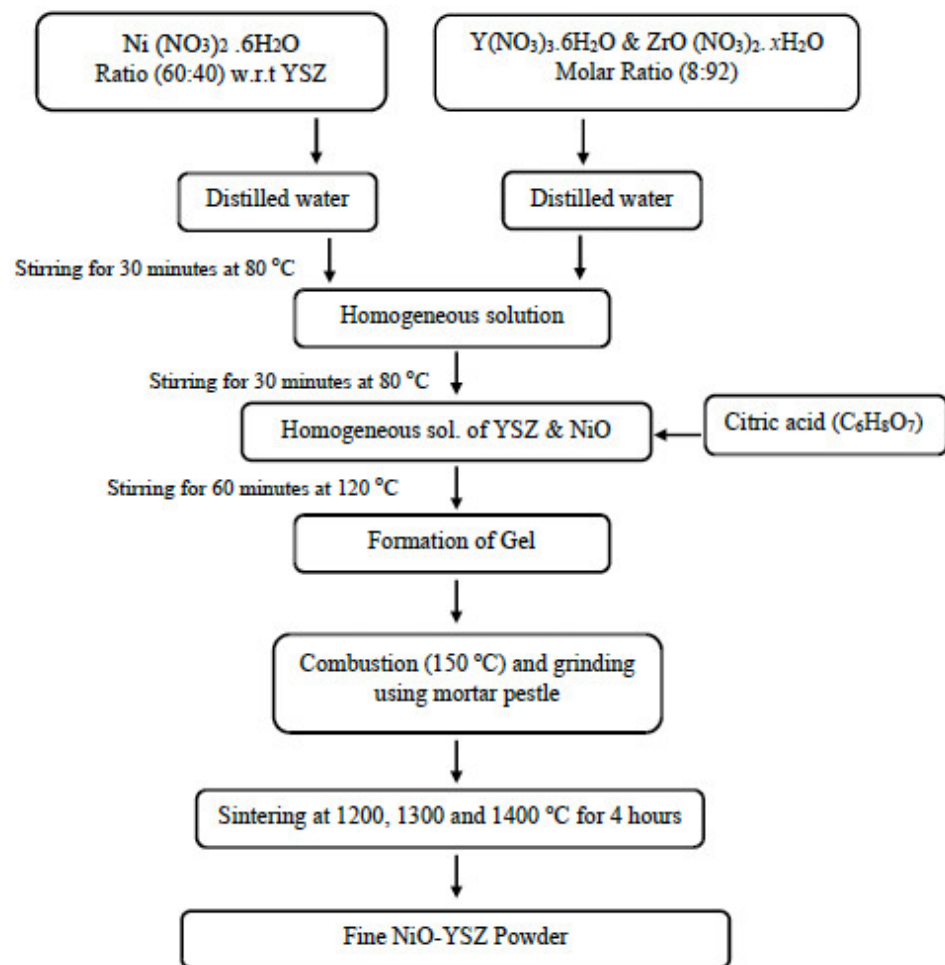 Ni (NO₃)₂ .6H₂O
Ratio (60:40) w.r.t YSZ
Y(NO₃)₃.6H₂O & ZrO (NO₃)₂. xH₂O
Molar Ratio (8:92)
Distilled water
Distilled water
Stirring for 30 minutes at 80 °C
Homogeneous solution
Stirring for 30 minutes at 80 °C
Homogeneous sol. of YSZ & NiO
Citric acid (C₆H₈O₇)
Stirring for 60 minutes at 120 °C
Formation of Gel
Combustion (150 °C) and grinding
using mortar pestle
Sintering at 1200, 1300 and 1400 °C for 4 hours
Fine NiO-YSZ Powder